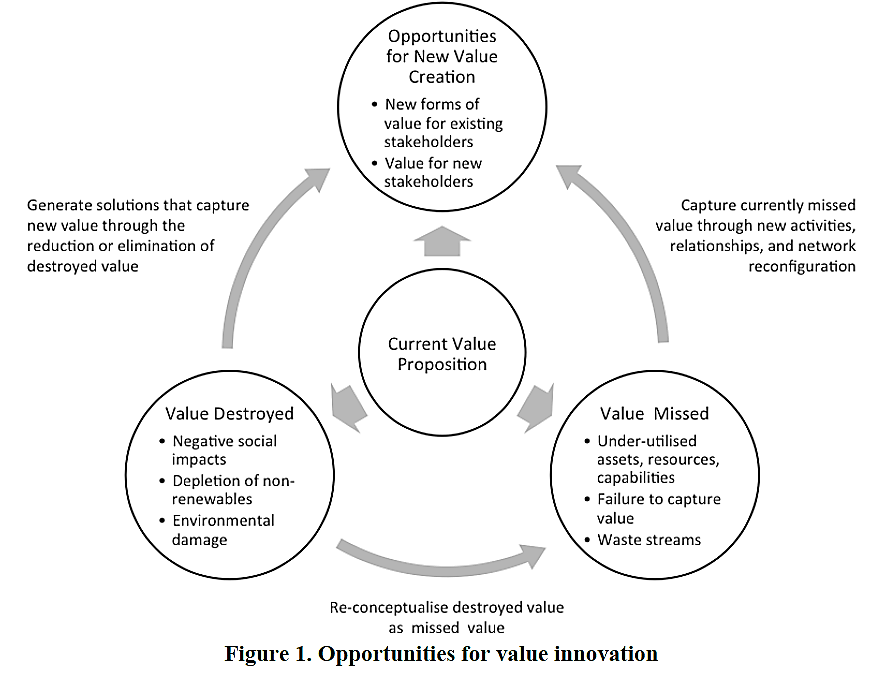 Opportunities
for New Value
Creation
• New forms of
value for existing
stakeholders
• Value for new
stakeholders
Generate solutions that capture
new value through the
reduction or elimination of
destroyed value
Capture currently missed
value through new activities,
relationships, and network
reconfiguration
Current Value
Proposition
Value Destroyed
• Negative social
impacts
• Depletion of non-
renewables
• Environmental
damage
Value Missed
• Under-utilised
assets, resources,
capabilities
• Failure to capture
value
• Waste streams
Re-conceptualise destroyed value
as missed value
Figure 1. Opportunities for value innovation